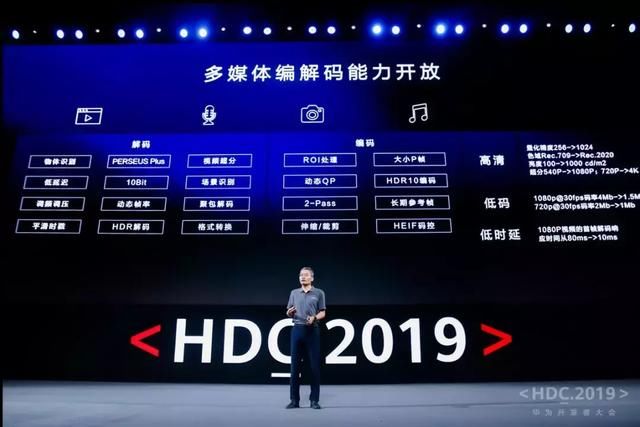 多媒体编解码能力开放
解码
物体识别 PERSEUS Plus 视频超分
低延迟 10Bit 场景识别
调频调压 动态帧率 聚包解码
平滑时戳 HDR解码 格式转换
编码
ROI处理 大小P帧
动态QP HDR10编码
2-Pass 长期参考帧
伸缩/裁剪 HEIF码控
高清
量化精度256->1024
色域Rec.709->Rec.2020
亮度100->1000 cd/m2
超分540P->1080P；720P->4K
低码
1080p@30fps码率4Mb->1.5M
720p@30fps码率2Mb->1Mb
低时延
1080P视频的首帧解码响
应时间从80ms->10ms
<HDC.2019>
<HDC.2019>
华为开发者大会